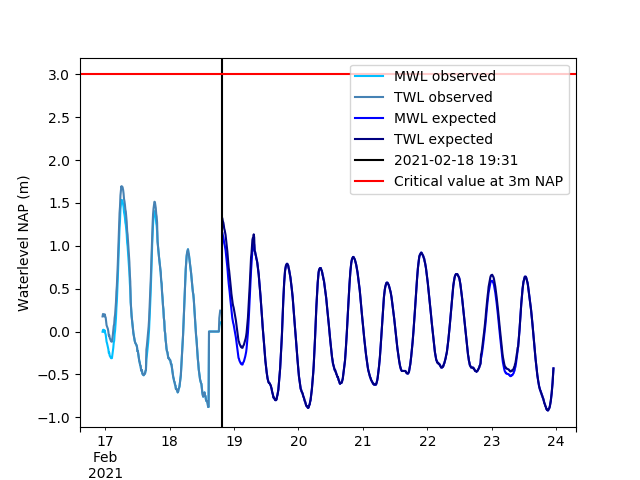 3.0
2.5
2.0
1.5
1.0
0.5
0.0
−0.5
−1.0
Waterlevel NAP (m)
MWL observed
TWL observed
MWL expected
TWL expected
2021-02-18 19:31
Critical value at 3m NAP
17 18 19 20 21 22 23 24
Feb
2021